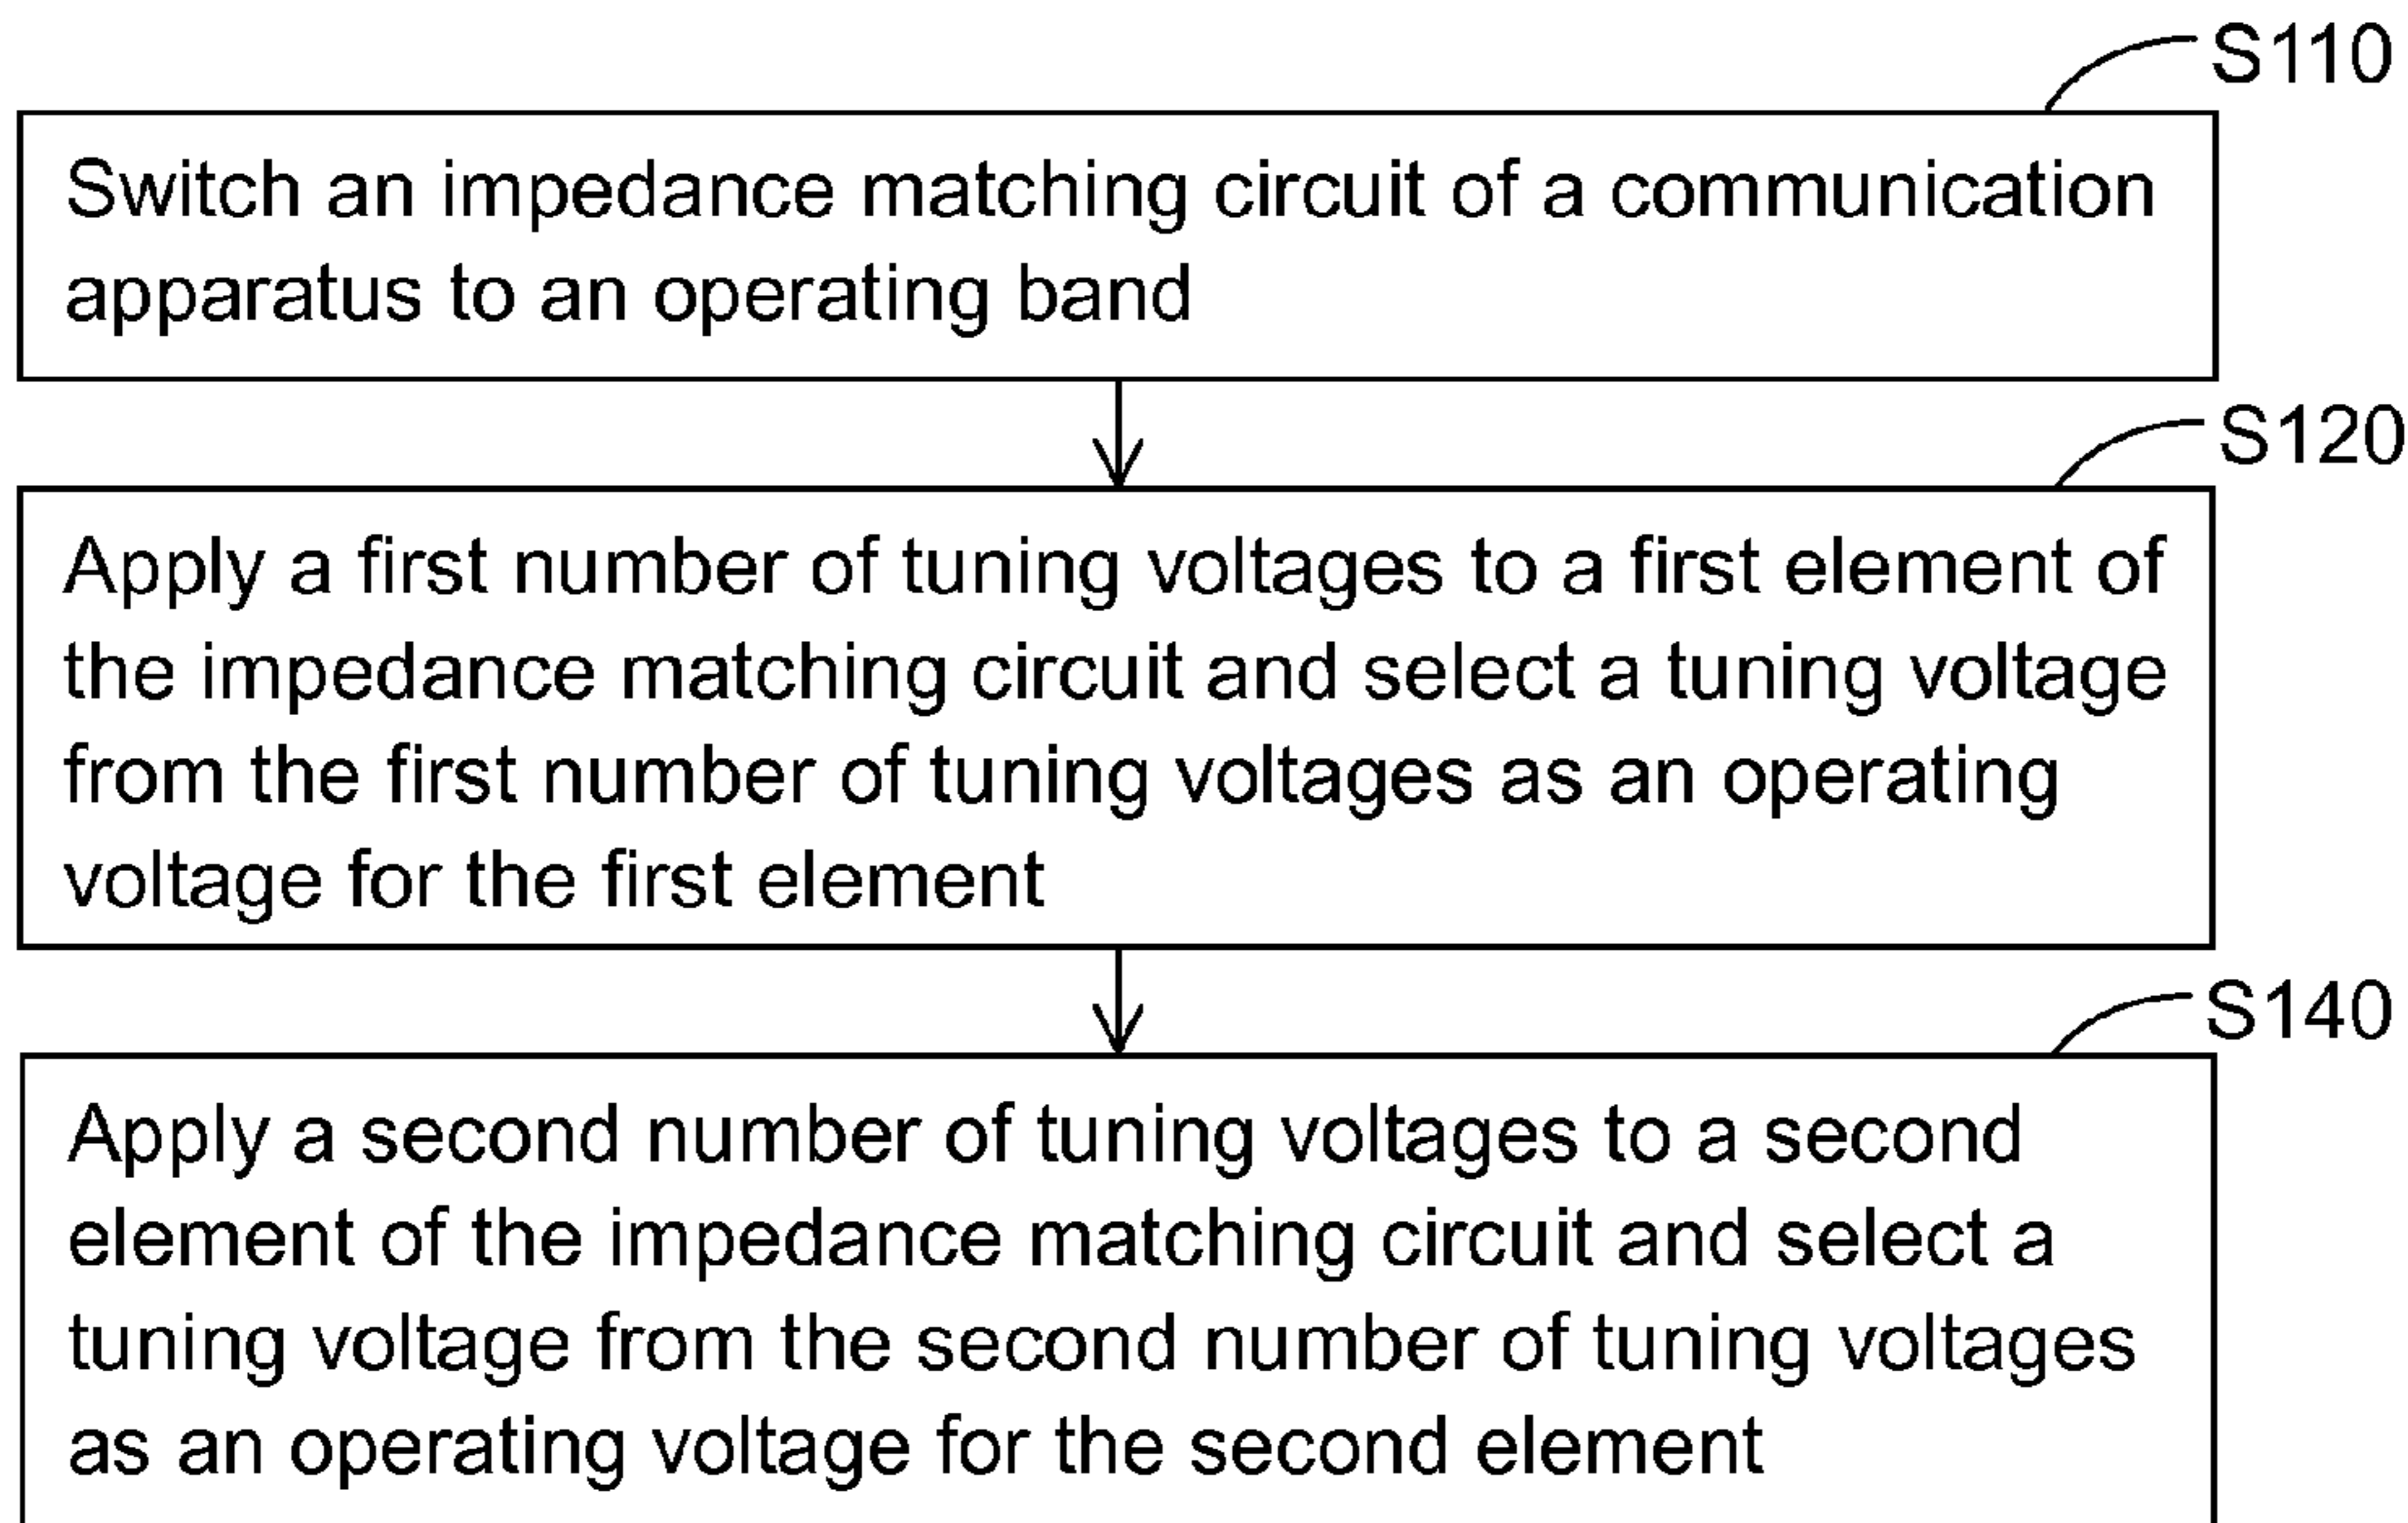 S110
Switch an impedance matching circuit of a communication
apparatus to an operating band
S120
Apply a first number of tuning voltages to a first element of
the impedance matching circuit and select a tuning voltage
from the first number of tuning voltages as an operating
voltage for the first element
S140
Apply a second number of tuning voltages to a second
element of the impedance matching circuit and select a
tuning voltage from the second number of tuning voltages
as an operating voltage for the second element